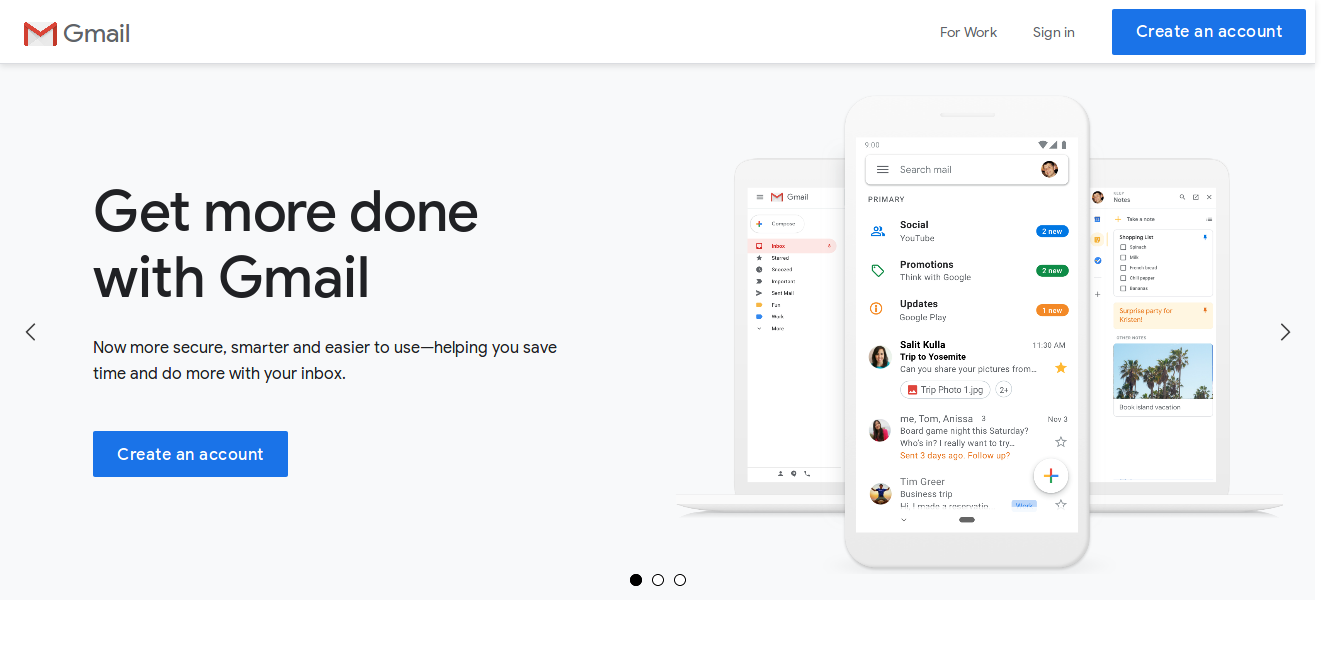 Gmail
For Work
Sign in
Create an account
Get more done
with Gmail
Now more secure, smarter and easier to use—helping you save
time and do more with your inbox.
Create an account
Gmail
Compose
Inbox
Starred
Snoozed
Important
Sent Mail
Fun
Work
More
9:00
Search mail
PRIMARY
Social
2 new
YouTube
Promotions
2 new
Think with Google
Updates
1 new
Google Play
Salit Kulla
11:30 AM
Trip to Yosemite
Can you share your pictures from...
Trip Photo 1.jpg
2+
me, Tom, Anissa 3
Nov 3
Board game night this Saturday?
Who's in? I really want to try...
Sent 3 days ago. Follow up?
Tim Greer
Business trip
Hi, I made a reservatio
Work
Notes
Take a note
Shopping List
Spinach
Milk
French bread
Chili pepper
Bananas
Surprise party for
Kristen!
OTHER NOTES
Book island vacation